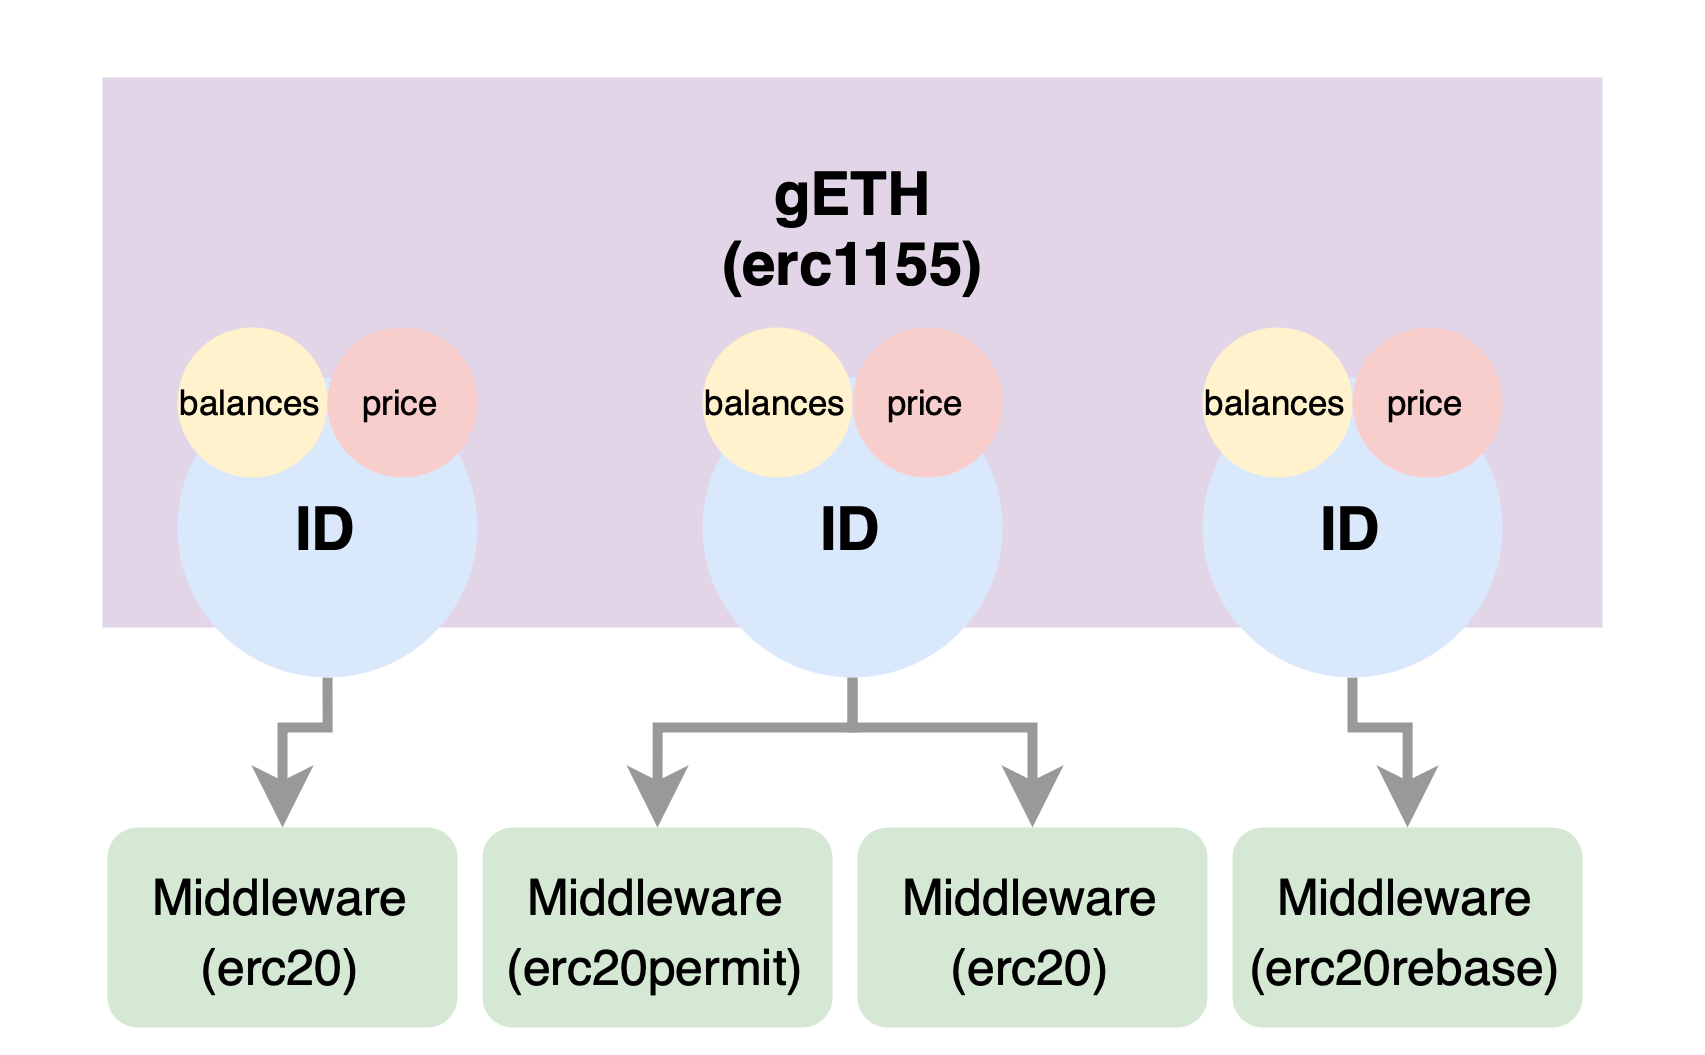 gETH
(erc1155)
balances
price
ID
balances
price
ID
balances
price
ID
Middleware
(erc20)
Middleware
(erc20permit)
Middleware
(erc20)
Middleware
(erc20rebase)